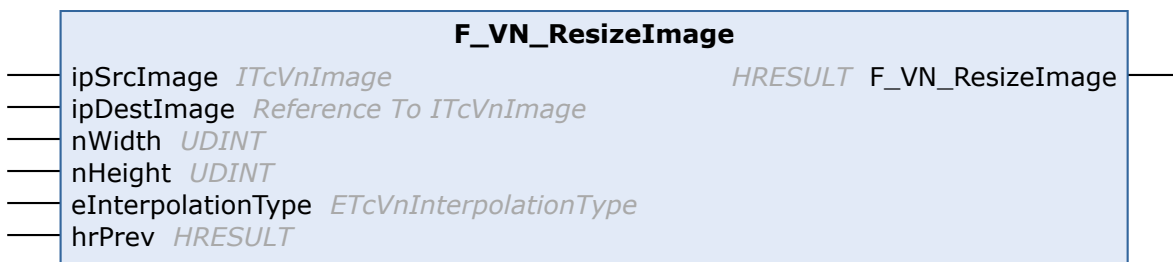 F_VN_ResizeImage
ipSrcImage ITcVnImage HRESULT F_VN_ResizeImage
ipDestImage Reference To ITcVnImage
nWidth UDINT
nHeight UDINT
eInterpolationType ETcVnInterpolationType
hrPrev HRESULT